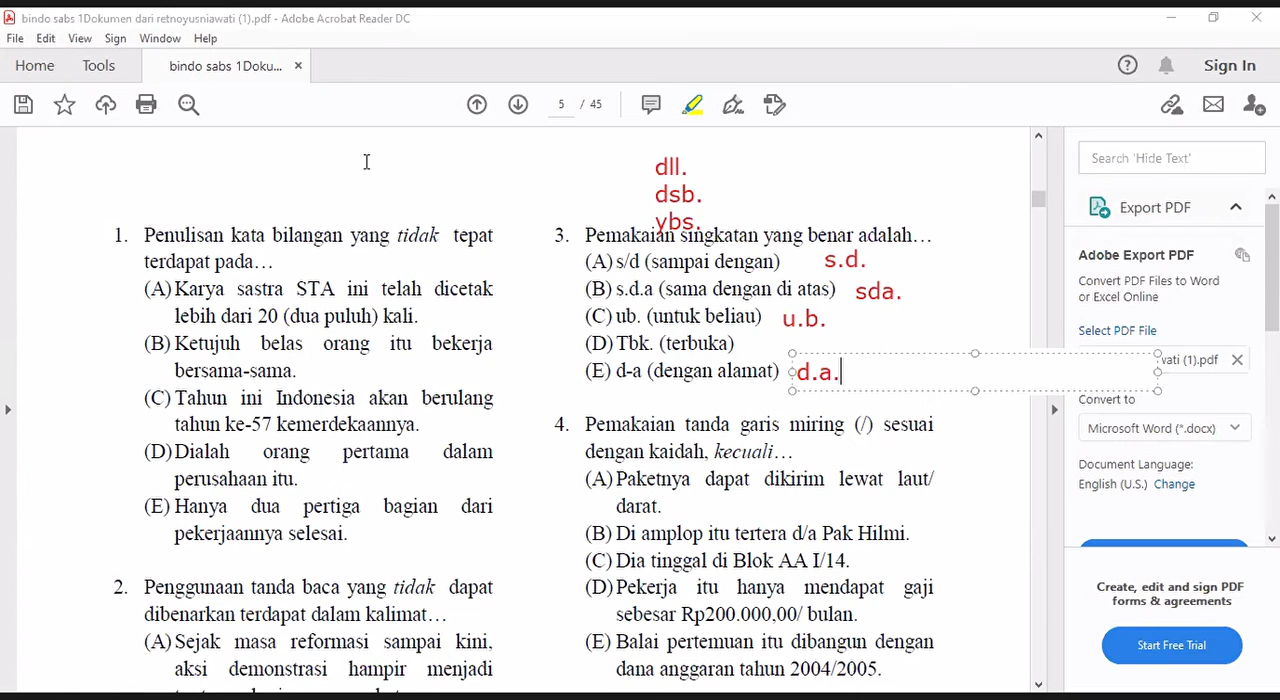 bindo sabs 1Dokumen dari retnoyusniawati (1).pdf - Adobe Acrobat Reader DC
File Edit View Sign Window Help
Home Tools bindo sabs 1Doku... × Sign In
5 / 45
Search 'Hide Text'
Export PDF
Adobe Export PDF
Convert PDF Files to Word
or Excel Online
Select PDF File
vati (1).pdf
Convert to
Microsoft Word (*.docx)
Document Language:
English (U.S.) Change
Create, edit and sign PDF
forms & agreements
Start Free Trial
1. Penulisan kata bilangan yang tidak tepat
terdapat pada…
(A) Karya sastra STA ini telah dicetak
lebih dari 20 (dua puluh) kali.
(B) Ketujuh belas orang itu bekerja
bersama-sama.
(C) Tahun ini Indonesia akan berulang
tahun ke-57 kemerdekaannya.
(D) Dialah orang pertama dalam
perusahaan itu.
(E) Hanya dua pertiga bagian dari
pekerjaannya selesai.
2. Penggunaan tanda baca yang tidak dapat
dibenarkan terdapat dalam kalimat…
(A) Sejak masa reformasi sampai kini,
aksi demonstrasi hampir menjadi
dll.
dsb.
ybs.
3. Pemakaian singkatan yang benar adalah…
(A) s/d (sampai dengan) s.d.
(B) s.d.a (sama dengan di atas) sda.
(C) ub. (untuk beliau) u.b.
(D) Tbk. (terbuka)
(E) d-a (dengan alamat) d.a.
4. Pemakaian tanda garis miring (/) sesuai
dengan kaidah, kecuali…
(A) Paketnya dapat dikirim lewat laut/
darat.
(B) Di amplop itu tertera d/a Pak Hilmi.
(C) Dia tinggal di Blok AA I/14.
(D) Pekerja itu hanya mendapat gaji
sebesar Rp200.000,00/ bulan.
(E) Balai pertemuan itu dibangun dengan
dana anggaran tahun 2004/2005.